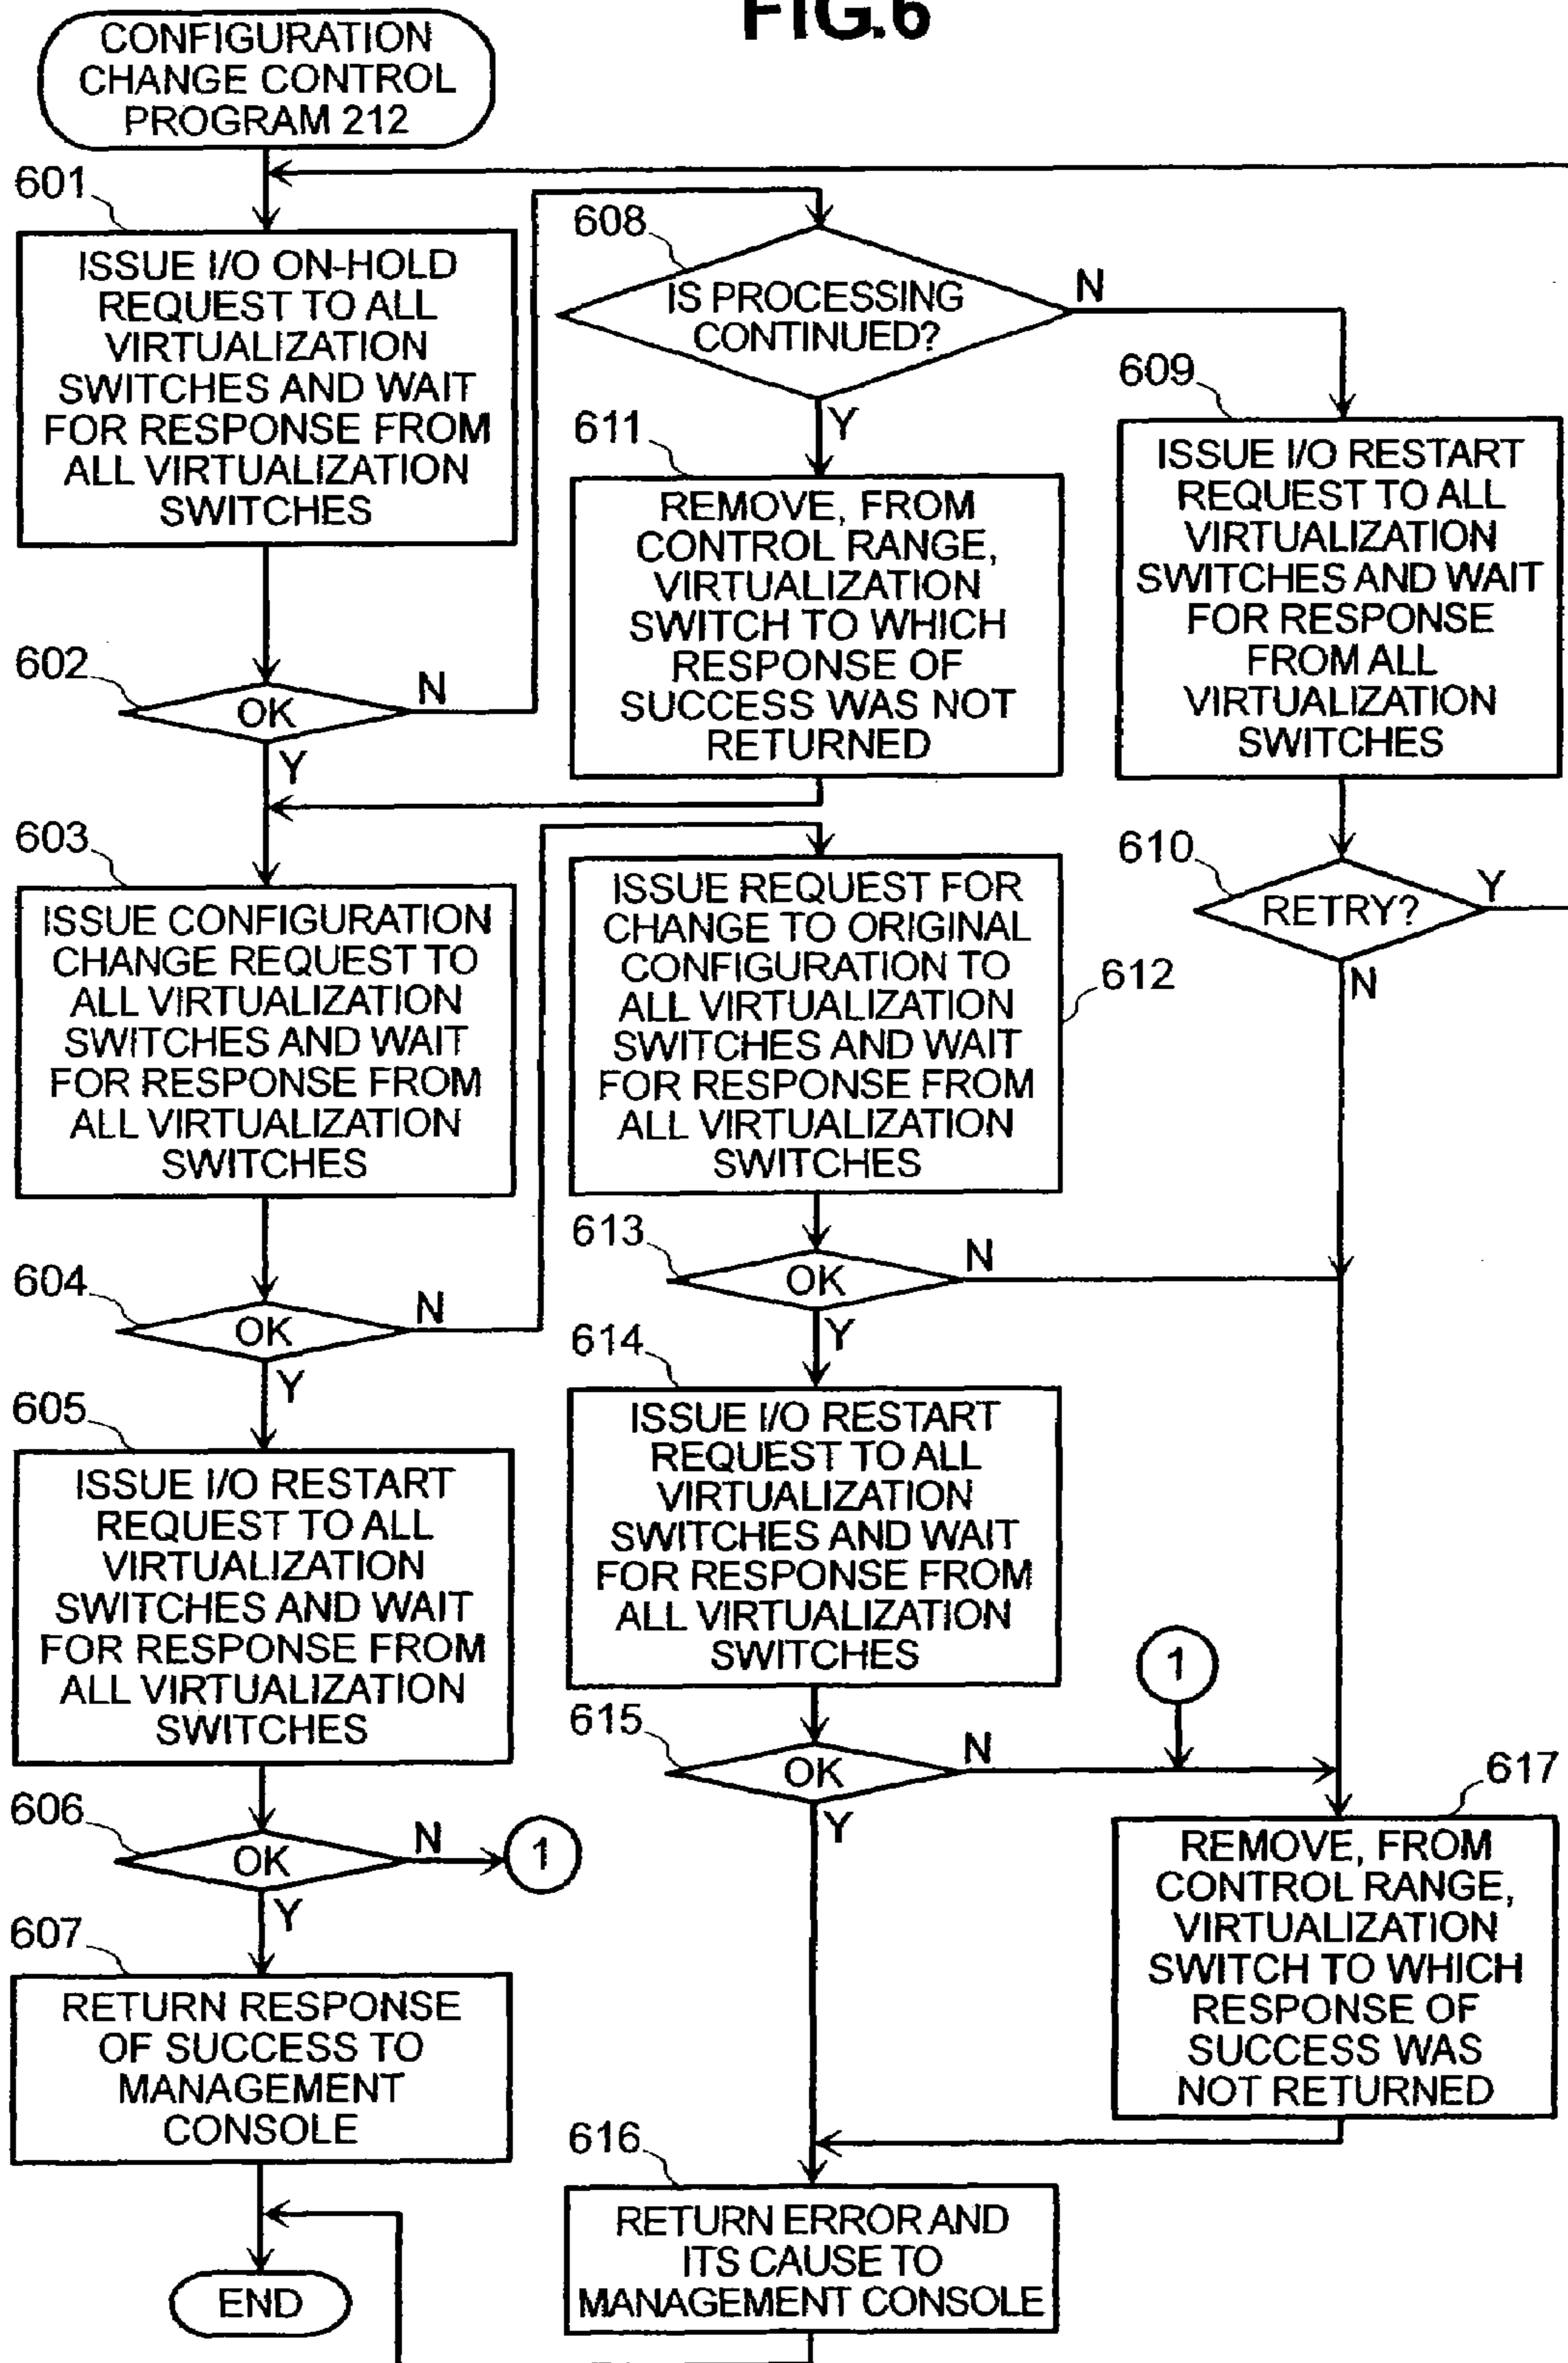 FIG.6
CONFIGURATION
CHANGE CONTROL
PROGRAM 212
601
ISSUE I/O ON-HOLD
REQUEST TO ALL
VIRTUALIZATION
SWITCHES AND WAIT
FOR RESPONSE FROM
ALL VIRTUALIZATION
SWITCHES
602
OK
N
Y
603
ISSUE CONFIGURATION
CHANGE REQUEST TO
ALL VIRTUALIZATION
SWITCHES AND WAIT
FOR RESPONSE FROM
ALL VIRTUALIZATION
SWITCHES
604
OK
N
Y
605
ISSUE I/O RESTART
REQUEST TO ALL
VIRTUALIZATION
SWITCHES AND WAIT
FOR RESPONSE FROM
ALL VIRTUALIZATION
SWITCHES
606
OK
N
1
Y
607
RETURN RESPONSE
OF SUCCESS TO
MANAGEMENT
CONSOLE
END
608
IS PROCESSING
CONTINUED?
N
Y
611
REMOVE, FROM
CONTROL RANGE,
VIRTUALIZATION
SWITCH TO WHICH
RESPONSE OF
SUCCESS WAS NOT
RETURNED
612
ISSUE REQUEST FOR
CHANGE TO ORIGINAL
CONFIGURATION TO
ALL VIRTUALIZATION
SWITCHES AND WAIT
FOR RESPONSE FROM
ALL VIRTUALIZATION
SWITCHES
613
OK
N
Y
614
ISSUE I/O RESTART
REQUEST TO ALL
VIRTUALIZATION
SWITCHES AND WAIT
FOR RESPONSE FROM
ALL VIRTUALIZATION
SWITCHES
615
OK
N
Y
616
RETURN ERROR AND
ITS CAUSE TO
MANAGEMENT CONSOLE
609
ISSUE I/O RESTART
REQUEST TO ALL
VIRTUALIZATION
SWITCHES AND WAIT
FOR RESPONSE
FROM ALL
VIRTUALIZATION
SWITCHES
610
RETRY?
Y
N
1
617
REMOVE, FROM
CONTROL RANGE,
VIRTUALIZATION
SWITCH TO WHICH
RESPONSE OF
SUCCESS WAS
NOT RETURNED